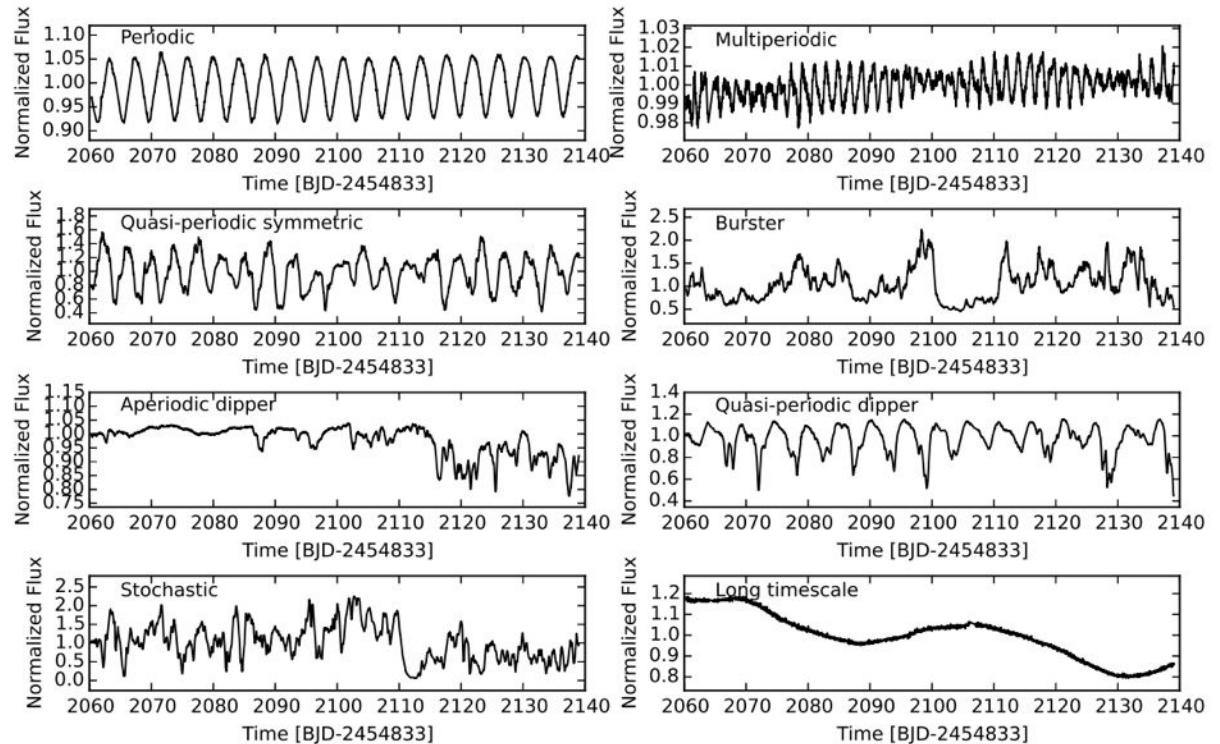 Periodic
Normalized Flux
1.10
1.05
1.00
0.95
0.90
2060 2070 2080 2090 2100 2110 2120 2130 2140
Time [BJD-2454833]
Multiperiodic
Normalized Flux
1.03
1.02
1.01
1.00
0.99
0.98
2060 2070 2080 2090 2100 2110 2120 2130 2140
Time [BJD-2454833]
Quasi-periodic symmetric
Normalized Flux
1.8
1.6
1.4
1.2
1.0
0.8
0.6
0.4
2060 2070 2080 2090 2100 2110 2120 2130 2140
Time [BJD-2454833]
Burster
Normalized Flux
2.5
2.0
1.5
1.0
0.5
2060 2070 2080 2090 2100 2110 2120 2130 2140
Time [BJD-2454833]
Aperiodic dipper
Normalized Flux
1.15
1.10
1.05
1.00
0.95
0.90
0.85
0.80
0.75
2060 2070 2080 2090 2100 2110 2120 2130 2140
Time [BJD-2454833]
Quasi-periodic dipper
Normalized Flux
1.4
1.2
1.0
0.8
0.6
0.4
2060 2070 2080 2090 2100 2110 2120 2130 2140
Time [BJD-2454833]
Stochastic
Normalized Flux
2.5
2.0
1.5
1.0
0.5
0.0
2060 2070 2080 2090 2100 2110 2120 2130 2140
Time [BJD-2454833]
Long timescale
Normalized Flux
1.2
1.1
1.0
0.9
0.8
2060 2070 2080 2090 2100 2110 2120 2130 2140
Time [BJD-2454833]